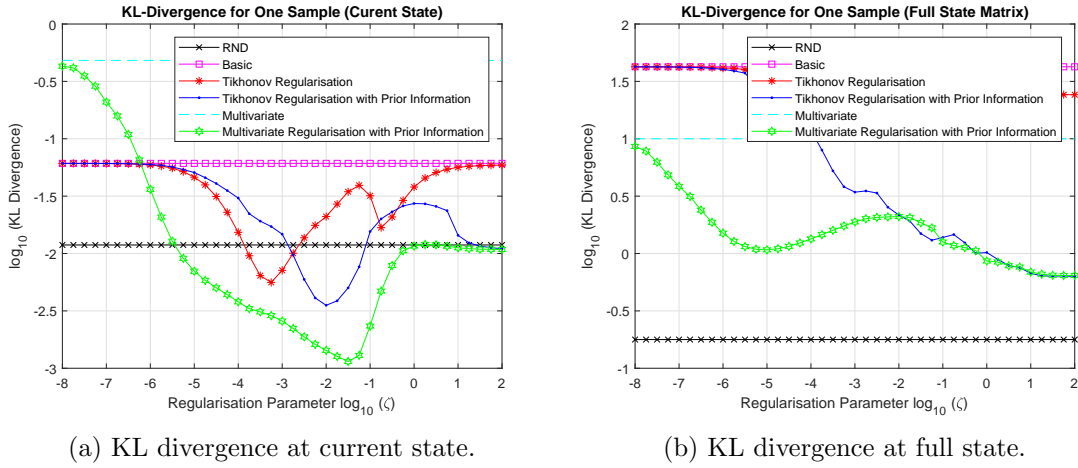 KL-Divergence for One Sample (Curent State)
RND
Basic
Tikhonov Regularisation
Tikhonov Regularisation with Prior Information
Multivariate
Multivariate Regularisation with Prior Information
0
-0.5
-1
-1.5
-2
-2.5
-3
log10 (KL Divergence)
-8 -7 -6 -5 -4 -3 -2 -1 0 1 2
Regularisation Parameter log10 (ζ)
(a) KL divergence at current state.
KL-Divergence for One Sample (Full State Matrix)
RND
Basic
Tikhonov Regularisation
Tikhonov Regularisation with Prior Information
Multivariate
Multivariate Regularisation with Prior Information
2
1.5
1
0.5
0
-0.5
-1
log10 (KL Divergence)
-8 -7 -6 -5 -4 -3 -2 -1 0 1 2
Regularisation Parameter log10 (ζ)
(b) KL divergence at full state.